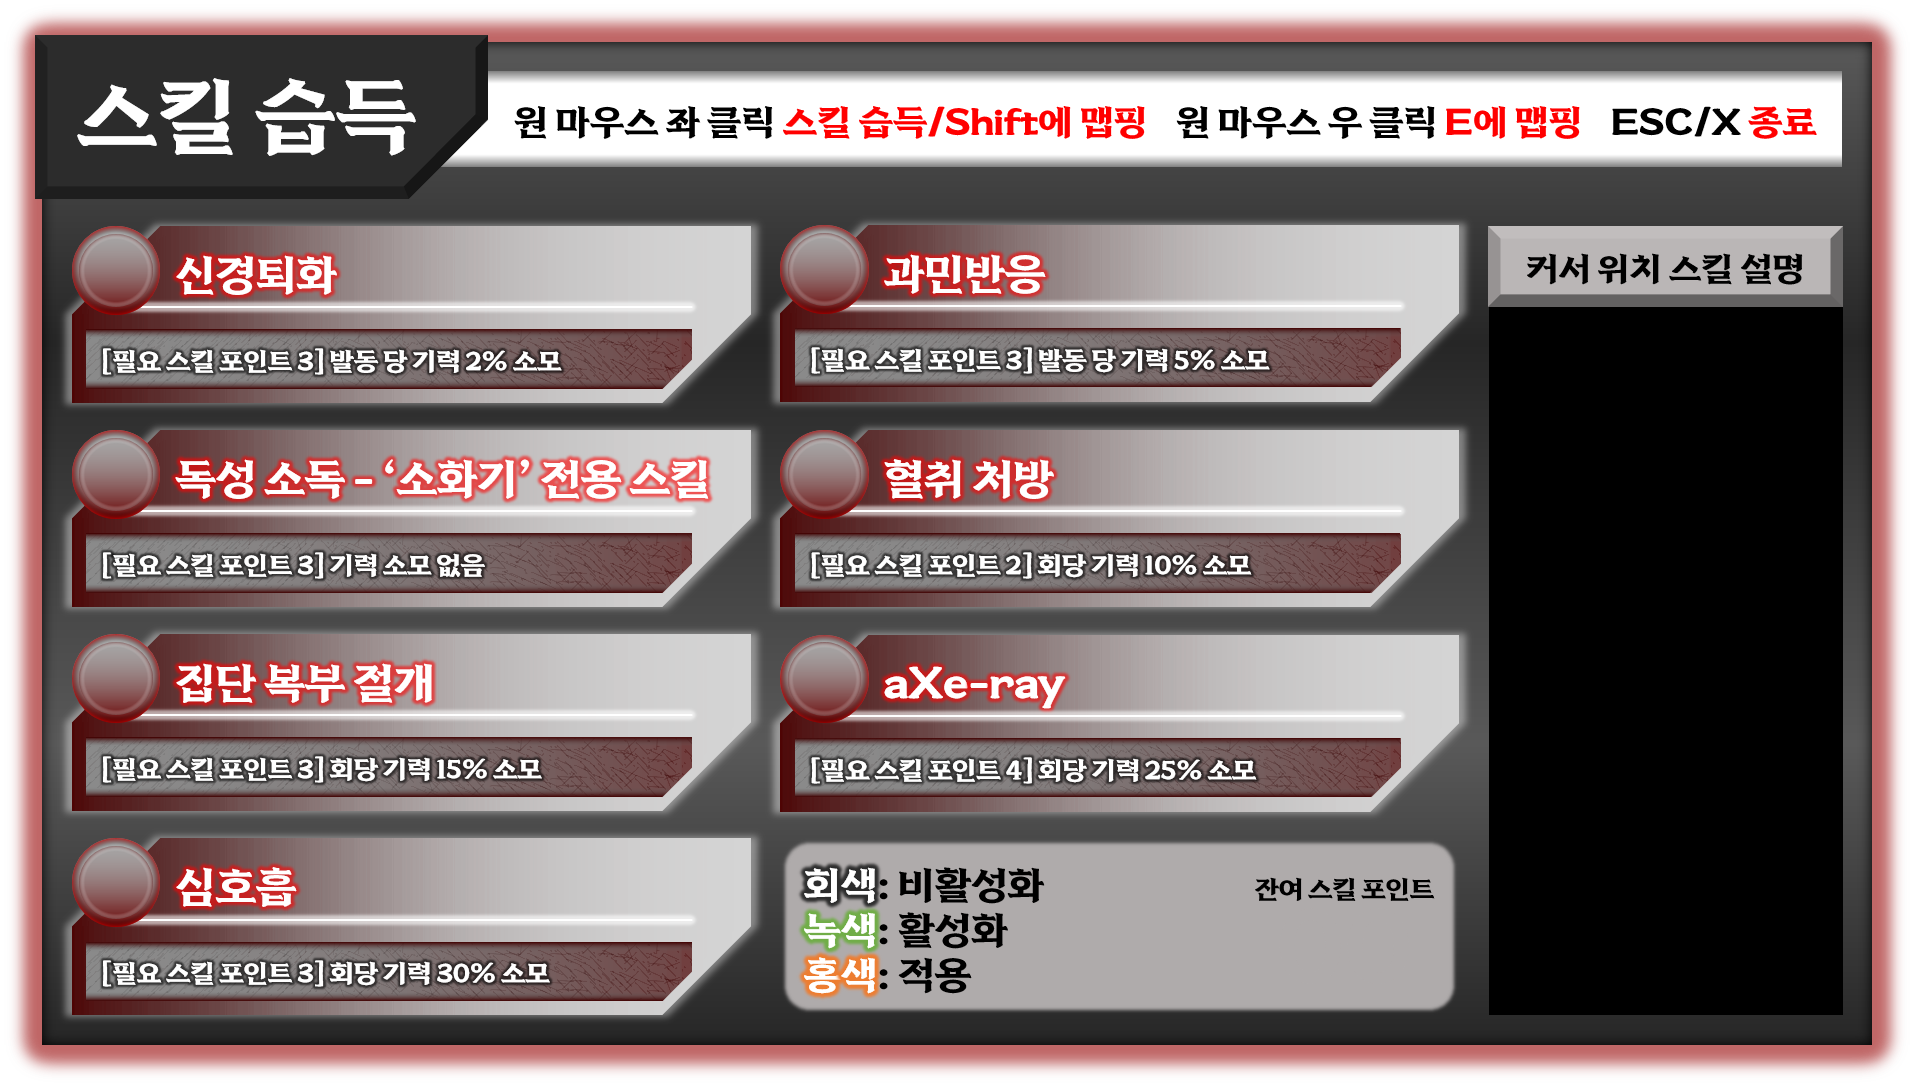 스킬 습득
원 마우스 좌 클릭 스킬 습득/Shift에 맵핑 원 마우스 우 클릭 E에 맵핑 ESC/X 종료
신경퇴화
[필요 스킬 포인트 3] 발동 당 기력 2% 소모
과민반응
[필요 스킬 포인트 3] 발동 당 기력 5% 소모
독성 소독 - ‘소화기’ 전용 스킬
[필요 스킬 포인트 3] 기력 소모 없음
혈취 처방
[필요 스킬 포인트 2] 회당 기력 10% 소모
집단 복부 절개
[필요 스킬 포인트 3] 회당 기력 15% 소모
aXe-ray
[필요 스킬 포인트 4] 회당 기력 25% 소모
심호흡
[필요 스킬 포인트 3] 회당 기력 30% 소모
회색: 비활성화
녹색: 활성화
홍색: 적용
잔여 스킬 포인트
커서 위치 스킬 설명